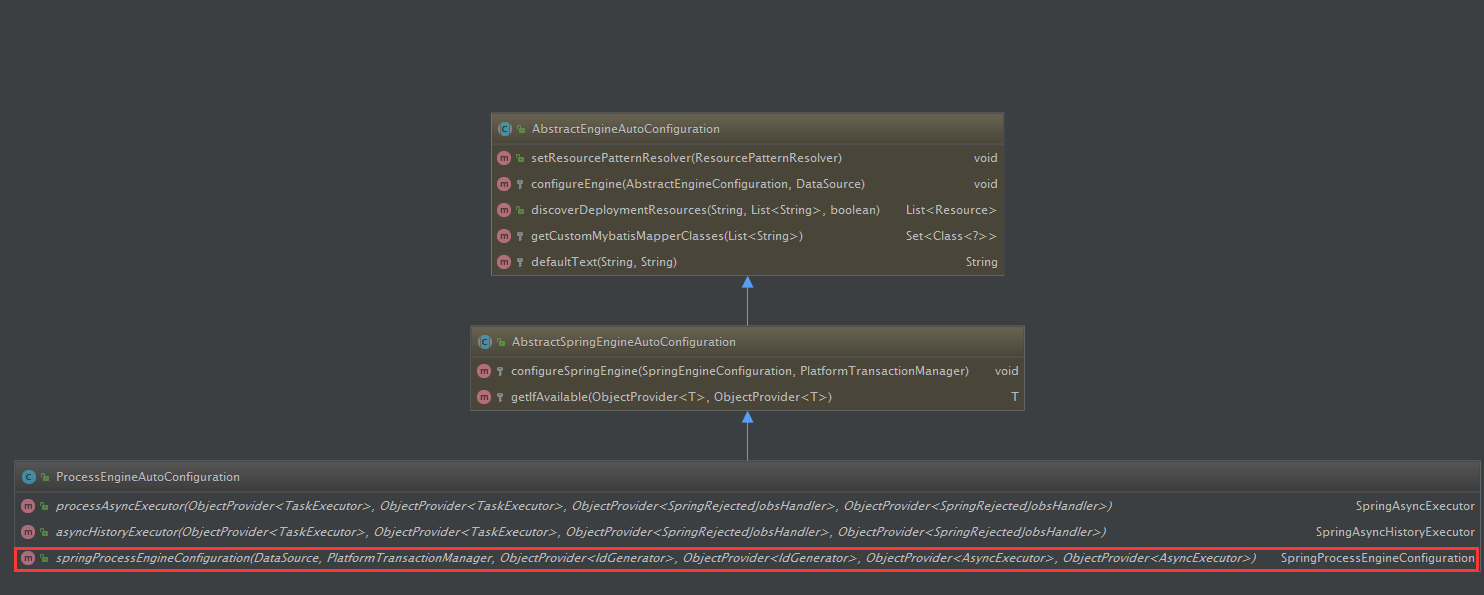 AbstractEngineAutoConfiguration
setResourcePatternResolver(ResourcePatternResolver) void
configureEngine(AbstractEngineConfiguration, DataSource) void
discoverDeploymentResources(String, List<String>, boolean) List<Resource>
getCustomMybatisMapperClasses(List<String>) Set<Class<?>>
defaultText(String, String) String
AbstractSpringEngineAutoConfiguration
configureSpringEngine(SpringEngineConfiguration, PlatformTransactionManager) void
getIfAvailable(ObjectProvider<T>, ObjectProvider<T>) T
ProcessEngineAutoConfiguration
processAsyncExecutor(ObjectProvider<TaskExecutor>, ObjectProvider<TaskExecutor>, ObjectProvider<SpringRejectedJobsHandler>, ObjectProvider<SpringRejectedJobsHandler>) SpringAsyncExecutor
asyncHistoryExecutor(ObjectProvider<TaskExecutor>, ObjectProvider<TaskExecutor>, ObjectProvider<SpringRejectedJobsHandler>, ObjectProvider<SpringRejectedJobsHandler>) SpringAsyncHistoryExecutor
springProcessEngineConfiguration(DataSource, PlatformTransactionManager, ObjectProvider<IdGenerator>, ObjectProvider<IdGenerator>, ObjectProvider<AsyncExecutor>, ObjectProvider<AsyncExecutor>) SpringProcessEngineConfiguration